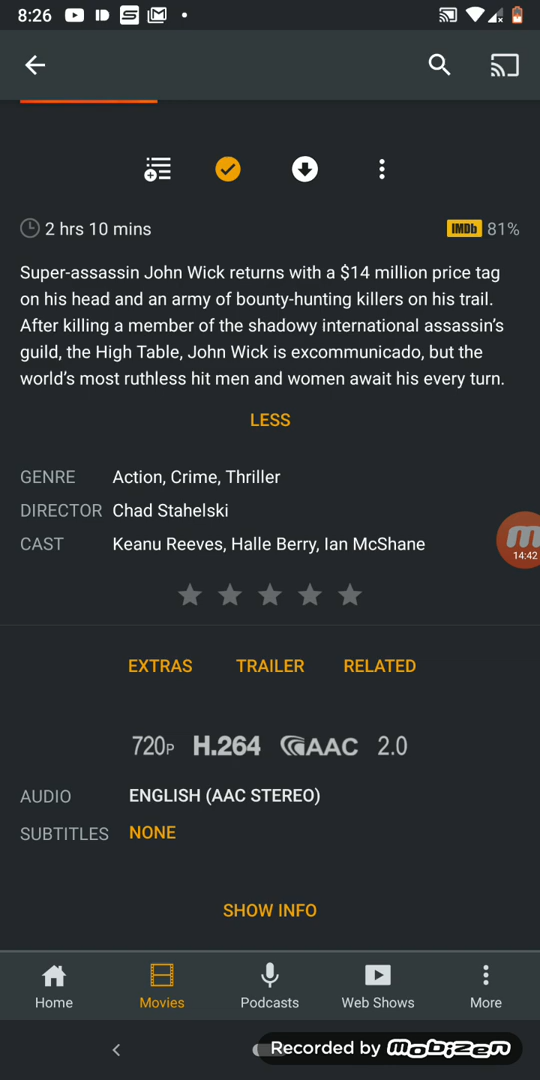 8:26
2 hrs 10 mins
IMDb 81%
Super-assassin John Wick returns with a $14 million price tag
on his head and an army of bounty-hunting killers on his trail.
After killing a member of the shadowy international assassin’s
guild, the High Table, John Wick is excommunicado, but the
world’s most ruthless hit men and women await his every turn.
LESS
GENRE Action, Crime, Thriller
DIRECTOR Chad Stahelski
CAST Keanu Reeves, Halle Berry, Ian McShane
14:42
EXTRAS TRAILER RELATED
720P H.264 AAC 2.0
AUDIO ENGLISH (AAC STEREO)
SUBTITLES NONE
SHOW INFO
Home Movies Podcasts Web Shows More
Recorded by mobizen